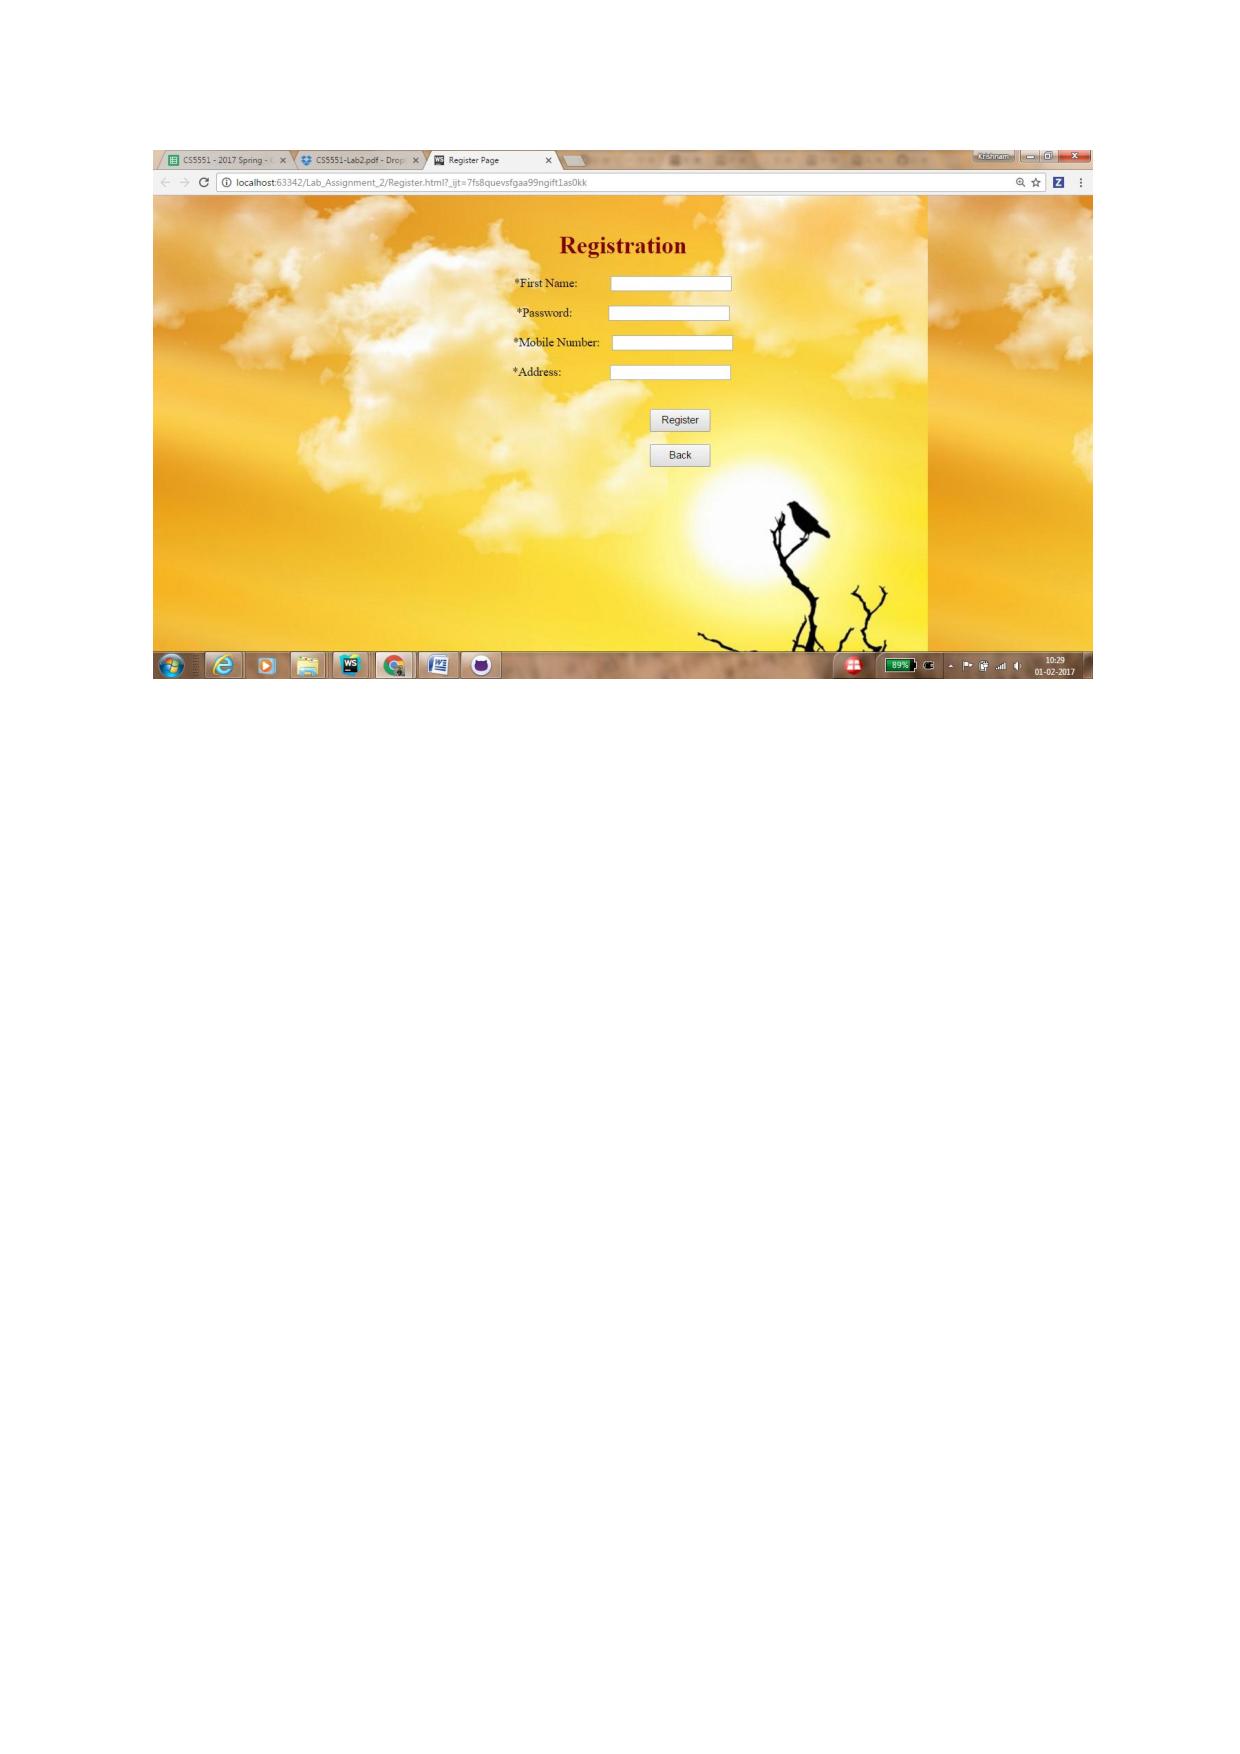 CS5551 - 2017 Spring -
CS5551-Lab2.pdf - Drop
Register Page
Krishnam
localhost:63342/Lab_Assignment_2/Register.html?_ijt=7fs8quevsfgaa99ngift1as0kk
Z
Registration
*First Name:
*Password:
*Mobile Number:
*Address:
Register
Back
WS
89%
10:29
01-02-2017